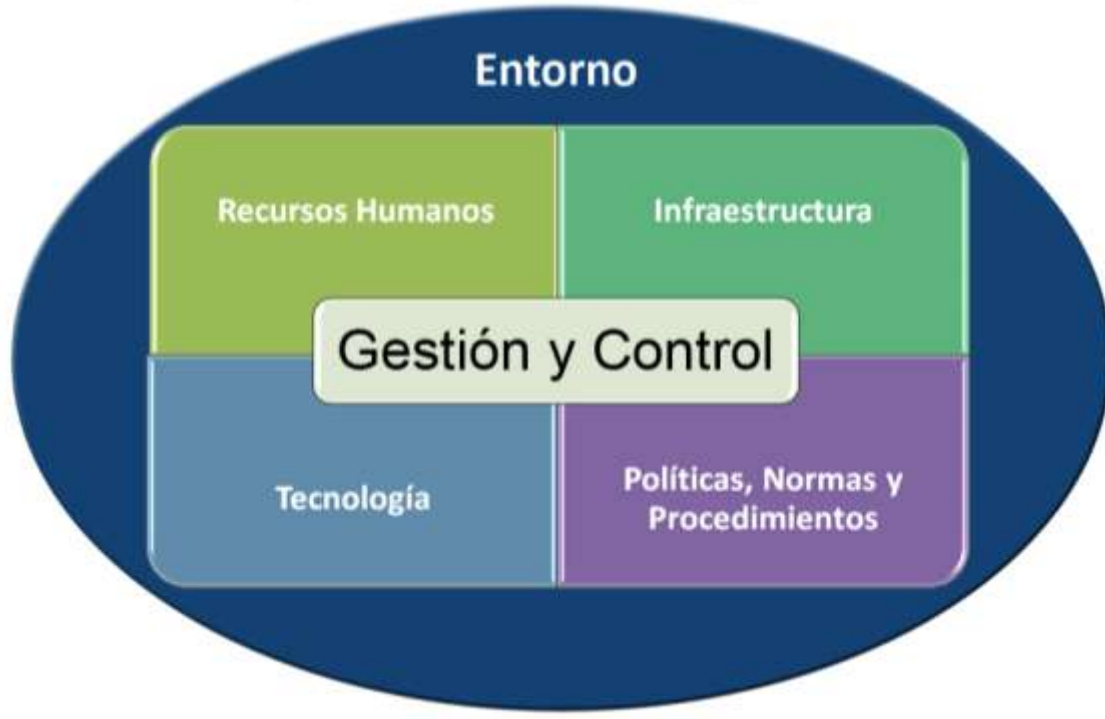 Entorno
Recursos Humanos
Infraestructura
Gestión y Control
Tecnología
Políticas, Normas y
Procedimientos